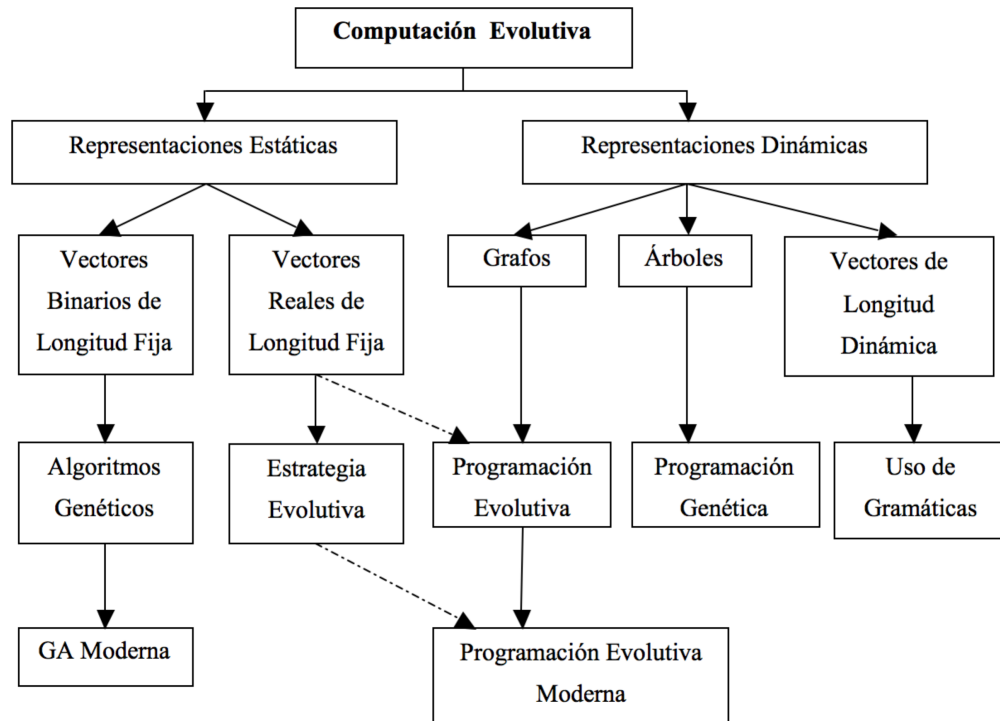 Computación Evolutiva
Representaciones Estáticas
Representaciones Dinámicas
Vectores
Binarios de
Longitud Fija
Vectores
Reales de
Longitud Fija
Grafos
Árboles
Vectores de
Longitud
Dinámica
Algoritmos
Genéticos
Estrategia
Evolutiva
Programación
Evolutiva
Programación
Genética
Uso de
Gramáticas
GA Moderna
Programación Evolutiva
Moderna